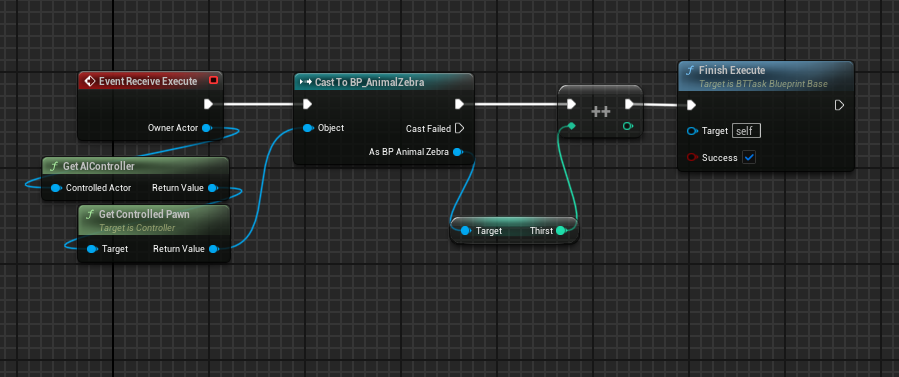 Event Receive Execute
Owner Actor
Get AIController
Controlled Actor Return Value
Get Controlled Pawn
Target is Controller
Target Return Value
Cast To BP_AnimalZebra
Cast Failed
Object
As BP Animal Zebra
Target Thirst
++
Finish Execute
Target is BTTask Blueprint Base
Target self
Success